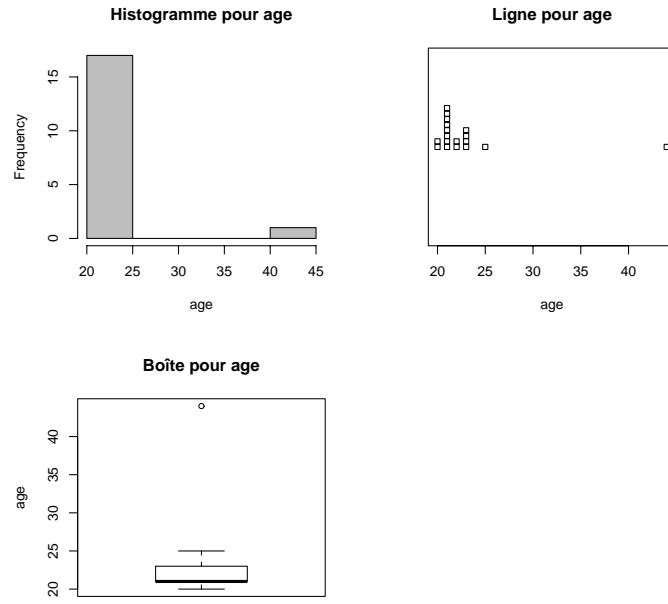 Histogramme pour age
Frequency
15
10
5
0
20 25 30 35 40 45
age
Ligne pour age
20 25 30 35 40
age
Boîte pour age
age
40
35
30
25
20